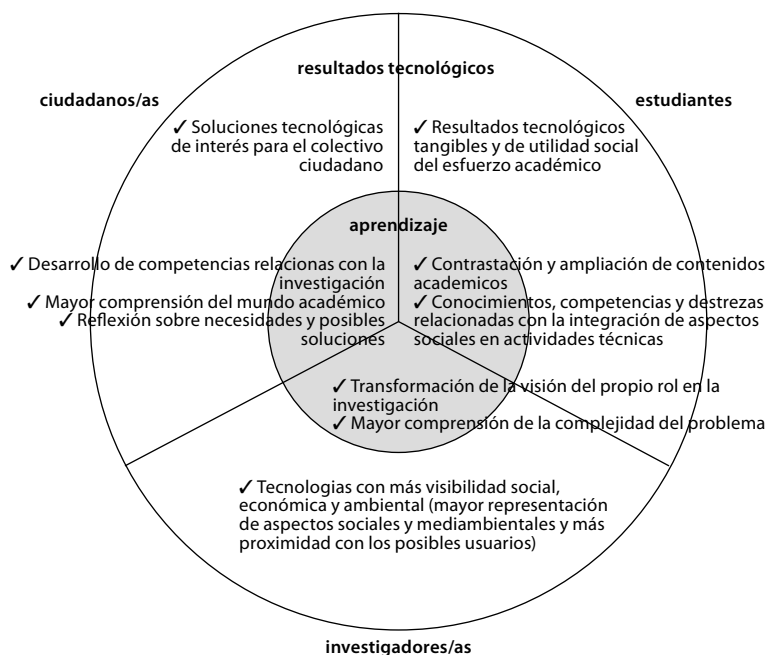 resultados tecnológicos
ciudadanos/as
estudiantes
✓ Soluciones tecnológicas
de interés para el colectivo
ciudadano
✓ Resultados tecnológicos
tangibles y de utilidad social
del esfuerzo académico
aprendizaje
✓ Desarrollo de competencias relacionas con la
investigación
✓ Mayor comprensión del mundo académico
✓ Reflexión sobre necesidades y posibles
soluciones
✓ Contrastación y ampliación de contenidos
academicos
✓ Conocimientos, competencias y destrezas
relacionadas con la integración de aspectos
sociales en actividades técnicas
✓ Transformación de la visión del propio rol en la
investigación
✓ Mayor comprensión de la complejidad del problema
✓ Tecnologias con más visibilidad social,
económica y ambiental (mayor representación
de aspectos sociales y mediambientales y más
proximidad con los posibles usuarios)
investigadores/as